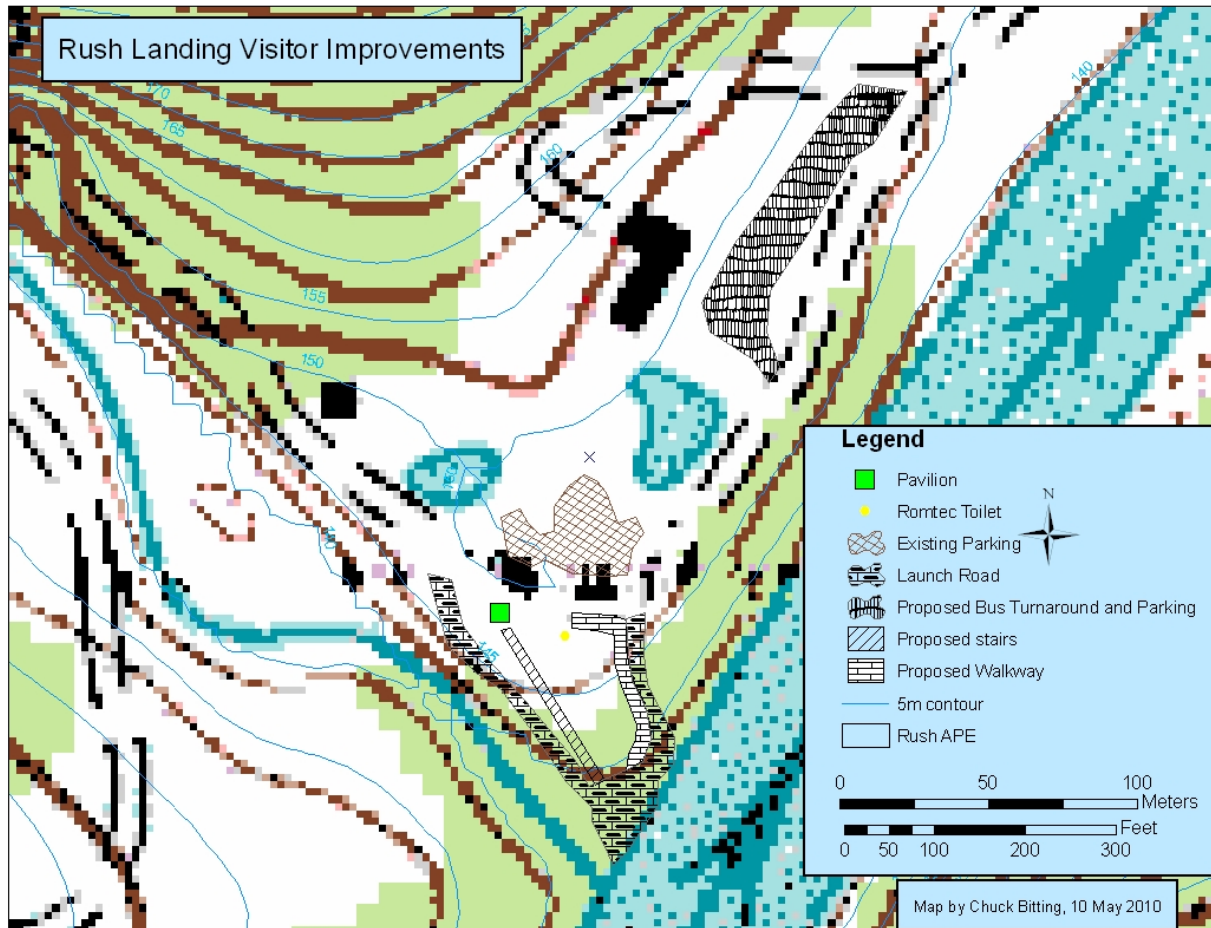 Rush Landing Visitor Improvements
170
165
160
155
150
140
145
Legend
Pavilion
Romtec Toilet
N
Existing Parking
Launch Road
Proposed Bus Turnaround and Parking
Proposed stairs
Proposed Walkway
5m contour
Rush APE
0 50 100
Meters
Feet
0 50 100 200 300
Map by Chuck Bitting, 10 May 2010